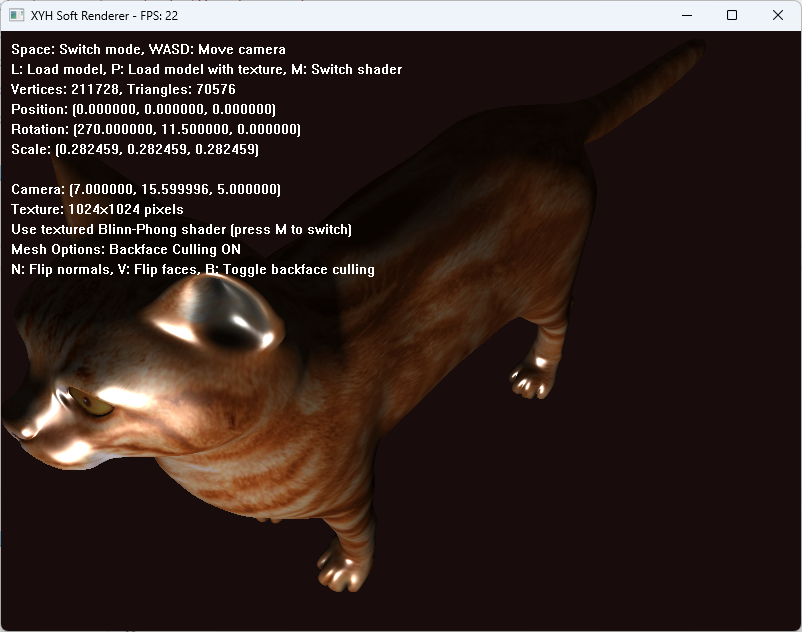 XYH Soft Renderer - FPS: 22
Space: Switch mode, WASD: Move camera
L: Load model, P: Load model with texture, M: Switch shader
Vertices: 211728, Triangles: 70576
Position: (0.000000, 0.000000, 0.000000)
Rotation: (270.000000, 11.500000, 0.000000)
Scale: (0.282459, 0.282459, 0.282459)
Camera: (7.000000, 15.599996, 5.000000)
Texture: 1024x1024 pixels
Use textured Blinn-Phong shader (press M to switch)
Mesh Options: Backface Culling ON
N: Flip normals, V: Flip faces, B: Toggle backface culling